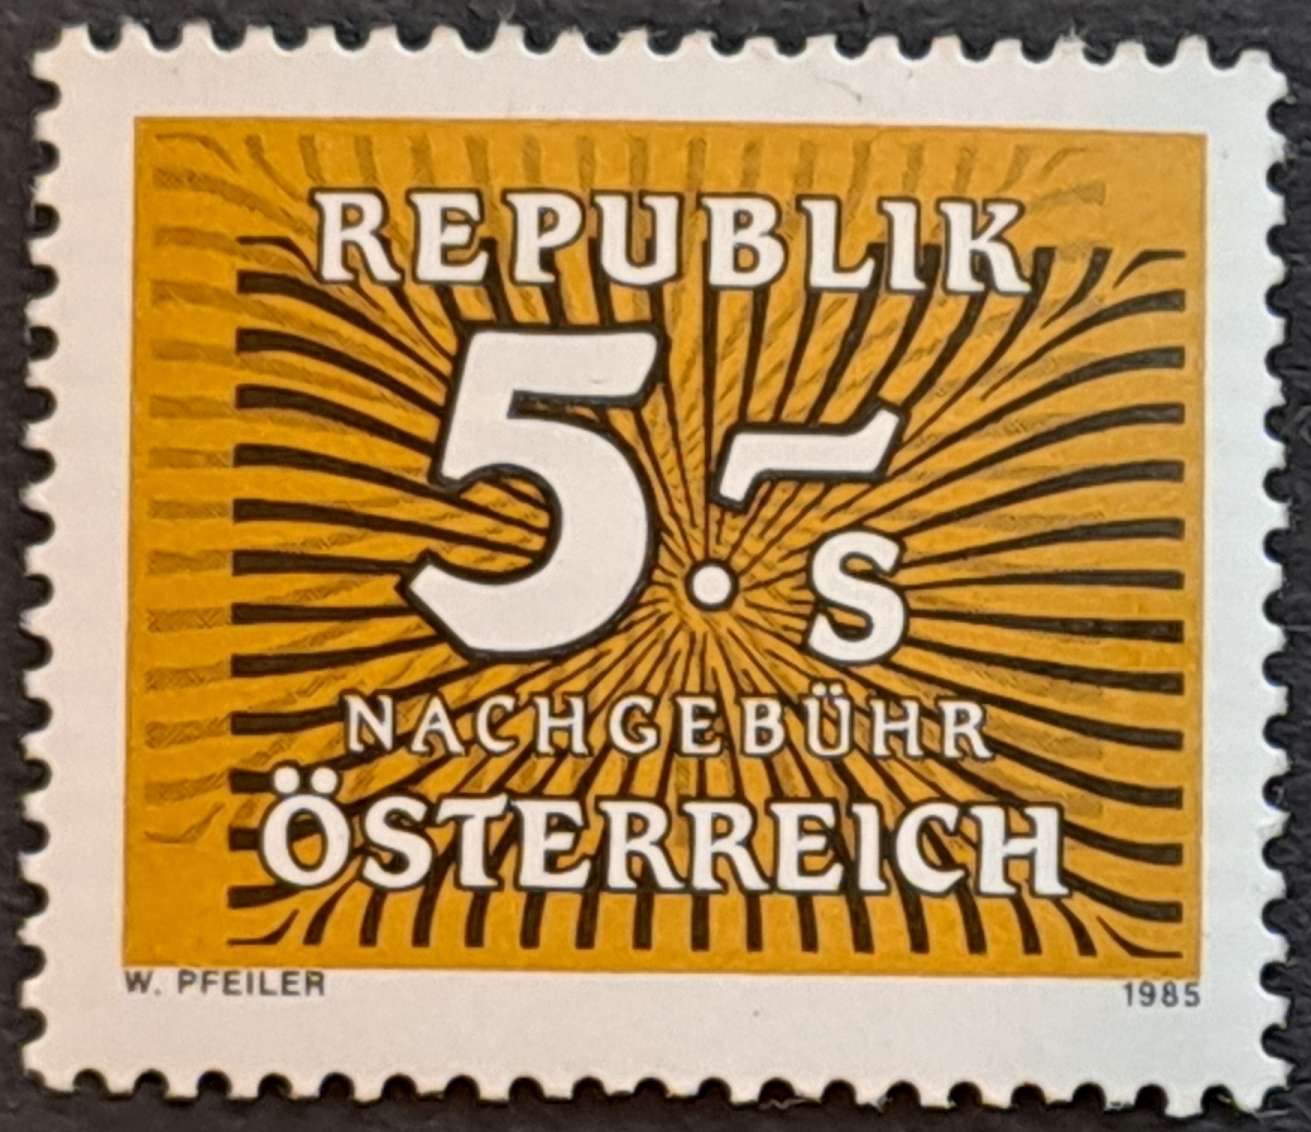 REPUBLIK
5.- s
NACHGEBÜHR
ÖSTERREICH
W. PFEILER 1985